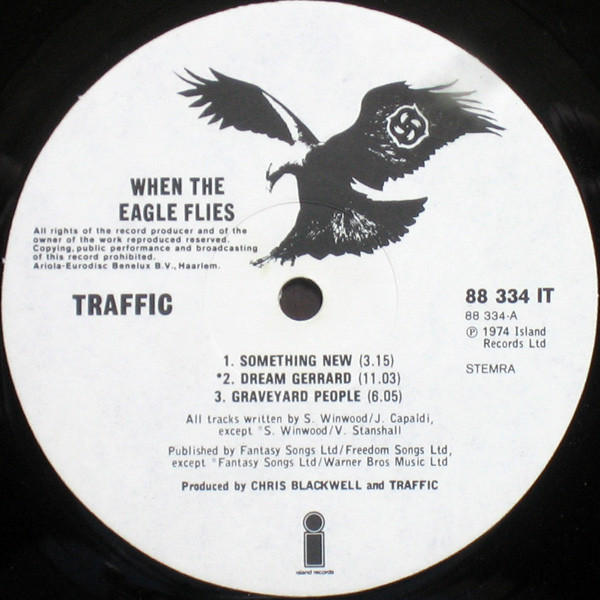 WHEN THE
EAGLE FLIES
All rights of the record producer and of the
owner of the work reproduced reserved.
Copying, public performance and broadcasting
of this record prohibited.
Ariola-Eurodisc Benelux B.V., Haarlem.
TRAFFIC
88 334 IT
88 334-A
℗ 1974 Island
Records Ltd
STEMRA
1. SOMETHING NEW (3.15)
*2. DREAM GERRARD (11.03)
3. GRAVEYARD PEOPLE (6.05)
All tracks written by S. Winwood/J. Capaldi,
except *S. Winwood/V. Stanshall
Published by Fantasy Songs Ltd/Freedom Songs Ltd,
except *Fantasy Songs Ltd/Warner Bros Music Ltd
Produced by CHRIS BLACKWELL and TRAFFIC
island records